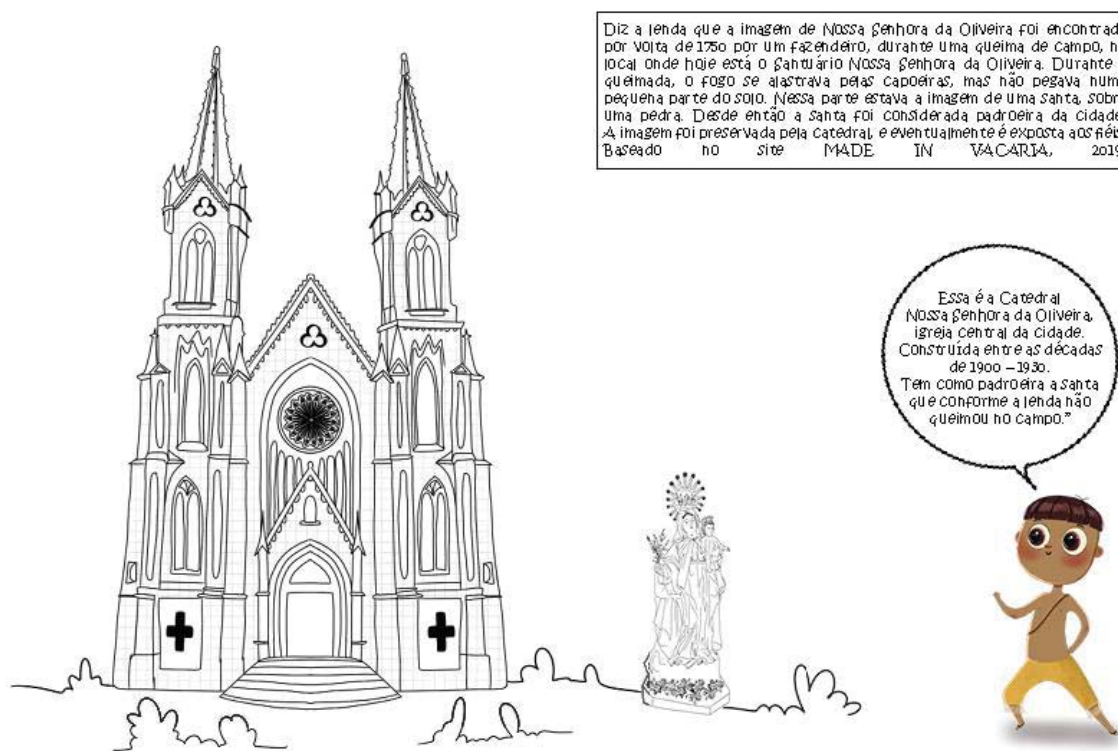 Diz a lenda que a imagem de Nossa Senhora da Oliveira foi encontrad
por volta de 1750 por um fazendeiro, durante uma queima de campo, n
local onde hoje está o Santuário Nossa Senhora da Oliveira. Durante
queimada, o fogo se alastrava pelas capoeiras, mas não pegava num
pequena parte do solo. Nessa parte estava a imagem de uma santa, sobr
uma pedra. Desde então a santa foi considerada padroeira da cidade
A imagem foi preservada pela catedral, e eventualmente é exposta aos fiéis
Baseado no site MADE IN VACARIA, 2019
Essa é a Catedral
Nossa Senhora da Oliveira,
igreja central da cidade.
Construída entre as décadas
de 1900 – 1930.
Tem como padroeira a santa
que conforme a lenda não
queimou no campo.”